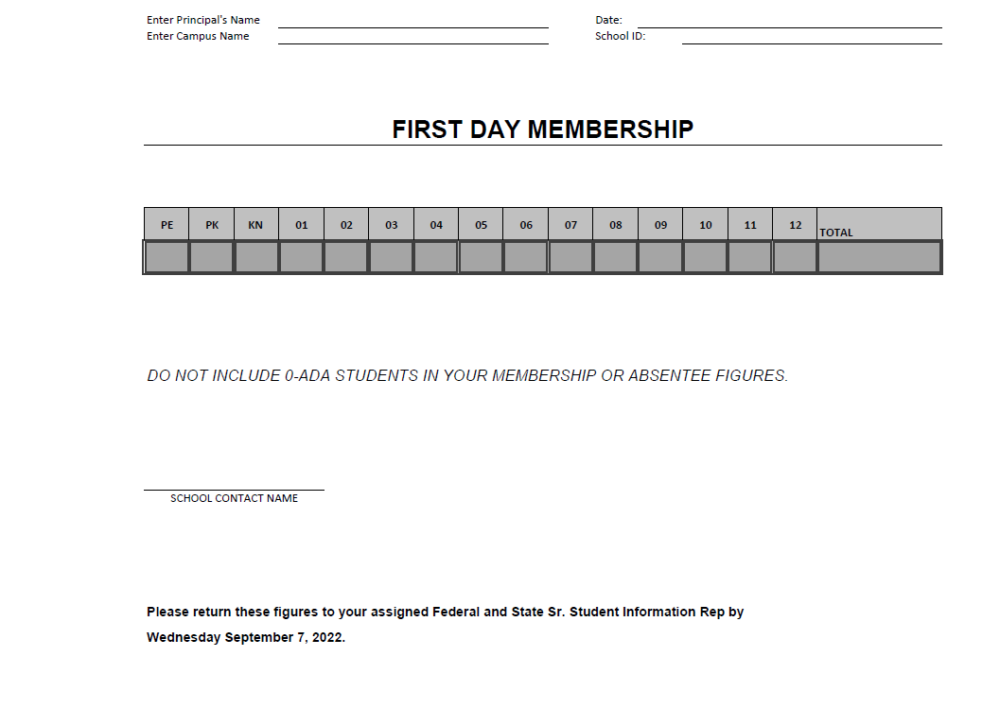 Enter Principal's Name Date:
Enter Campus Name School ID:
FIRST DAY MEMBERSHIP
PE PK KN 01 02 03 04 05 06 07 08 09 10 11 12 TOTAL
DO NOT INCLUDE 0-ADA STUDENTS IN YOUR MEMBERSHIP OR ABSENTEE FIGURES.
SCHOOL CONTACT NAME
Please return these figures to your assigned Federal and State Sr. Student Information Rep by
Wednesday September 7, 2022.